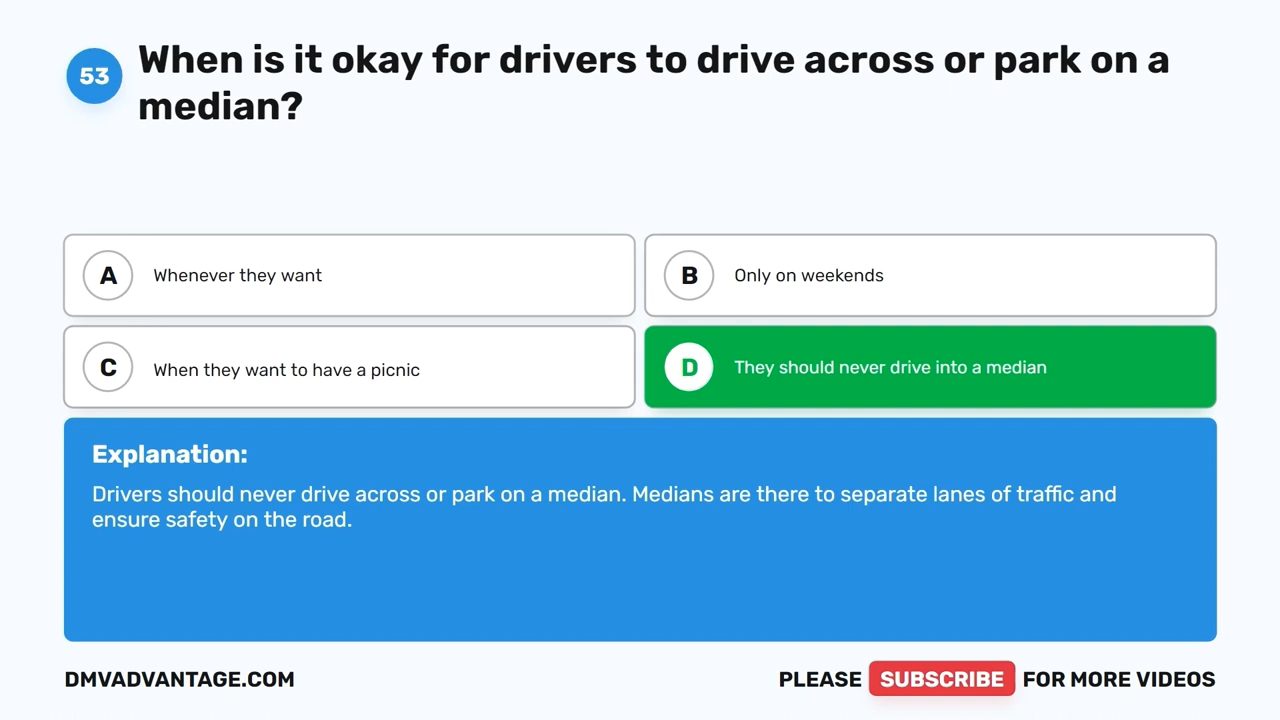 53
When is it okay for drivers to drive across or park on a
median?
A
Whenever they want
B
Only on weekends
C
When they want to have a picnic
D
They should never drive into a median
Explanation:
Drivers should never drive across or park on a median. Medians are there to separate lanes of traffic and
ensure safety on the road.
DMVADVANTAGE.COM
PLEASE SUBSCRIBE FOR MORE VIDEOS